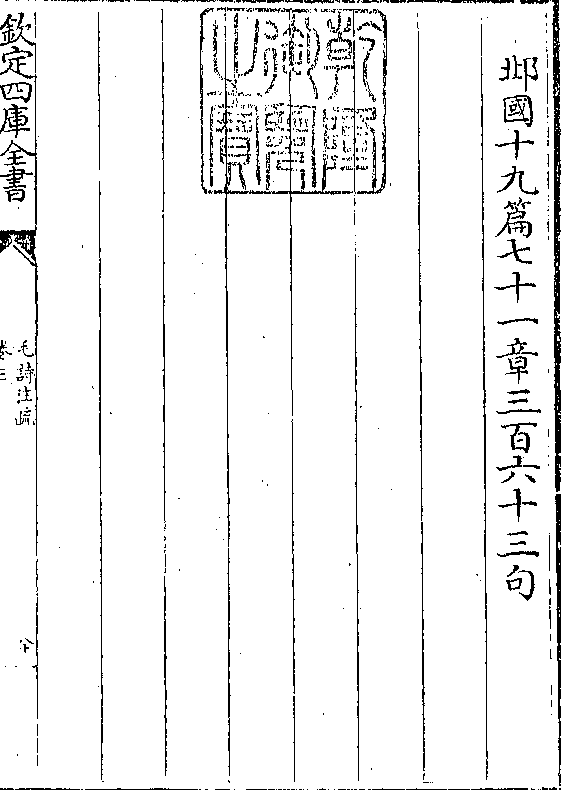 邶國十九篇七十一章三百六十三句
乾隆御覽之寶
欽定四庫全書
毛詩注疏
卷三